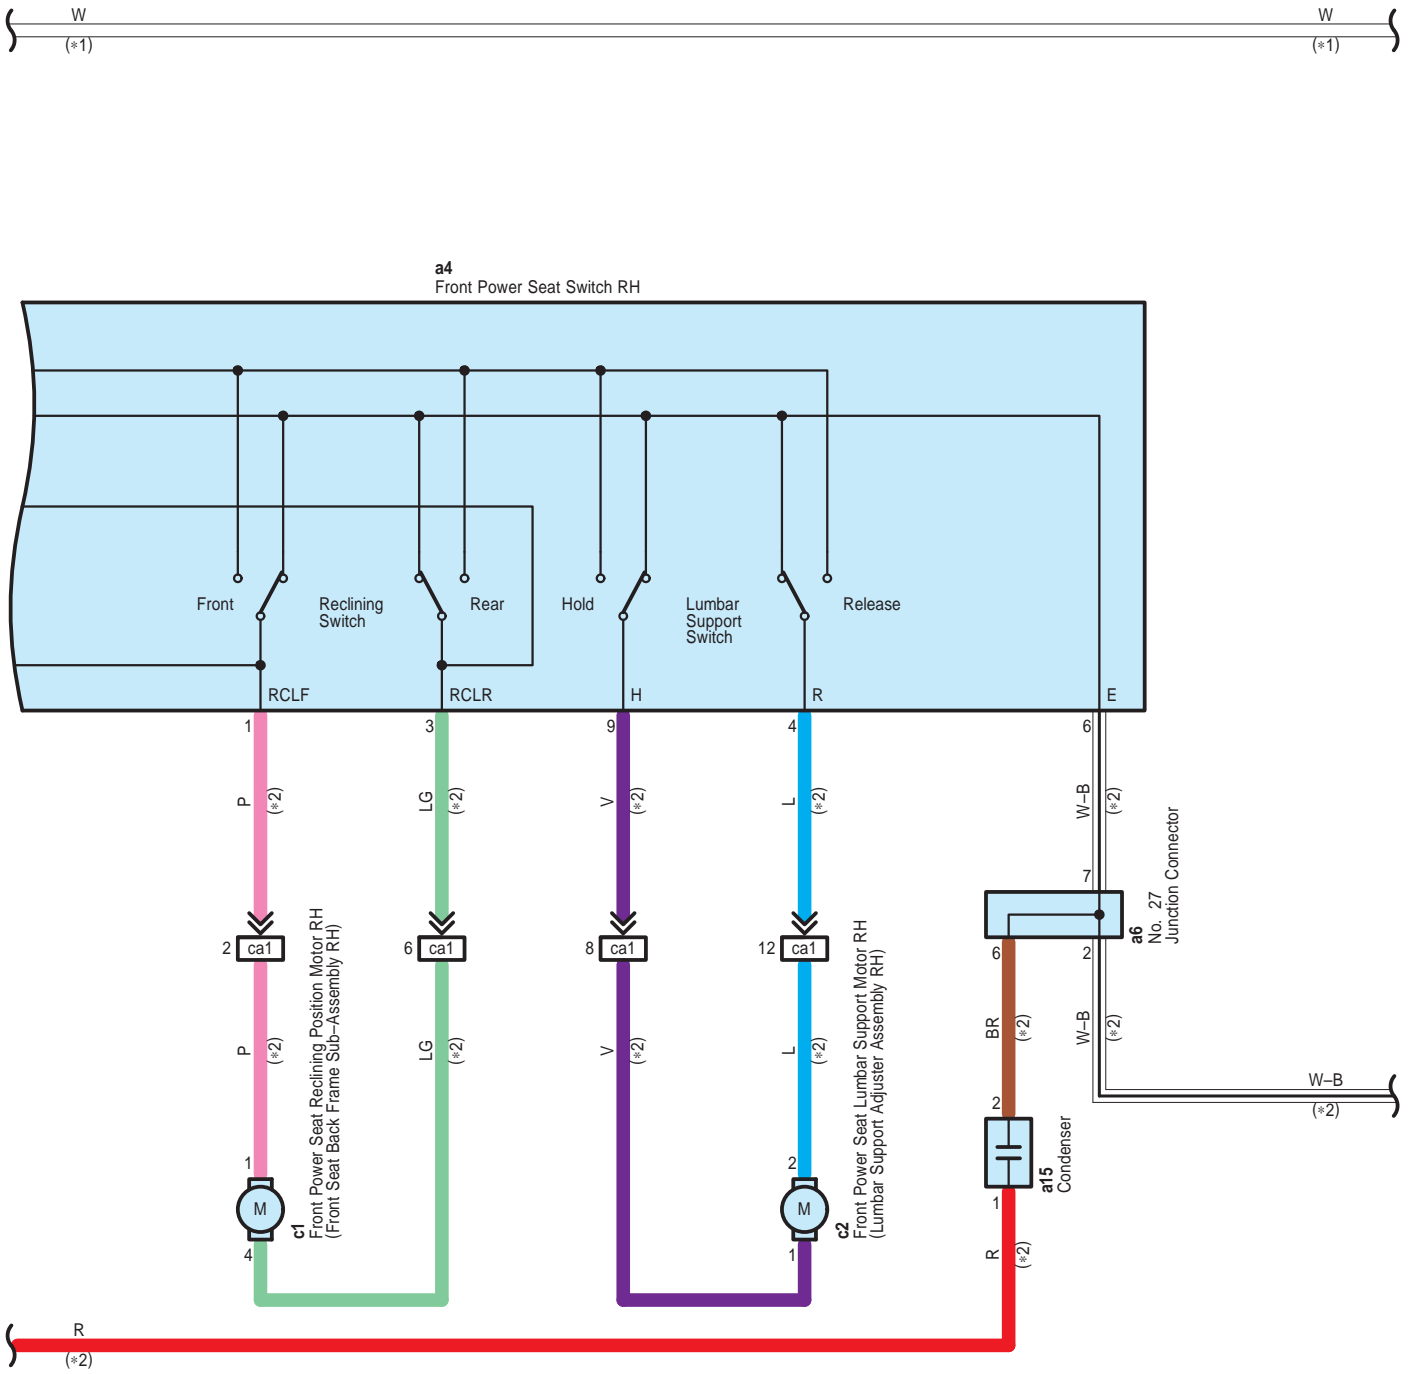 W
W
(*1)
(*1)
a4
Front Power Seat Switch RH
Front
Reclining
Switch
Rear
Hold
Lumbar
Support
Switch
Release
RCLF
RCLR
H
R
E
1
3
9
4
6
P
(*2)
LG
(*2)
V
(*2)
L
(*2)
W–B
(*2)
7
a6
No. 27
Junction Connector
2
ca1
6
ca1
8
ca1
12
ca1
6
2
P
(*2)
LG
(*2)
V
(*2)
L
(*2)
BR
(*2)
W–B
(*2)
W–B
(*2)
1
M
4
c1
Front Power Seat Reclining Position Motor RH
(Front Seat Back Frame Sub–Assembly RH)
2
M
1
c2
Front Power Seat Lumbar Support Motor RH
(Lumbar Support Adjuster Assembly RH)
2
1
a15
Condenser
R
(*2)
R
(*2)